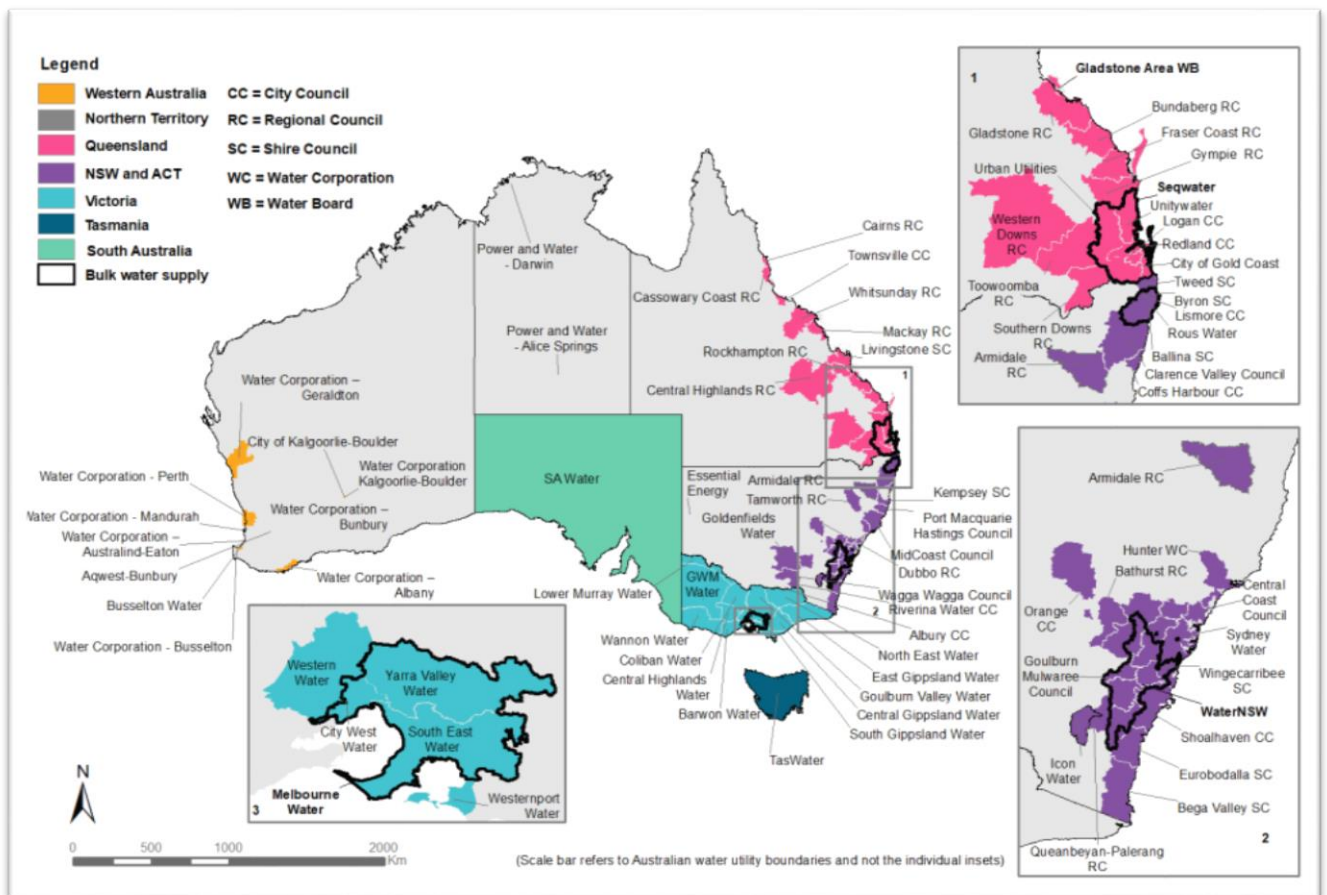 Legend
Western Australia
Northern Territory
Queensland
NSW and ACT
Victoria
Tasmania
South Australia
Bulk water supply
CC = City Council
RC = Regional Council
SC = Shire Council
WC = Water Corporation
WB = Water Board
Power and Water
- Darwin
Power and Water
- Alice Springs
Cairns RC
Townsville CC
Cassowary Coast RC
Whitsunday RC
Mackay RC
Livingstone SC
Rockhampton RC
Central Highlands RC
1
Water Corporation –
Geraldton
City of Kalgoorlie-Boulder
Water Corporation
Kalgoorlie-Boulder
Water Corporation - Perth
Water Corporation –
Bunbury
Water Corporation - Mandurah
Water Corporation –
Australind-Eaton
Aqwest-Bunbury
Busselton Water
Water Corporation –
Albany
Water Corporation - Busselton
SA Water
Essential
Energy
Armidale RC
Tamworth RC
Goldenfields
Water
Kempsey SC
Port Macquarie
Hastings Council
MidCoast Council
Dubbo RC
Wagga Wagga Council
Riverina Water CC
2
Albury CC
Lower Murray Water
GWM
Water
Wannon Water
Coliban Water
Central Highlands
Water
Barwon Water
North East Water
East Gippsland Water
Goulburn Valley Water
Central Gippsland Water
South Gippsland Water
TasWater
1
Gladstone Area WB
Bundaberg RC
Gladstone RC
Fraser Coast RC
Gympie RC
Urban Utilities
Seqwater
Unitywater
Logan CC
Western
Downs
RC
Redland CC
City of Gold Coast
Tweed SC
Toowoomba
RC
Byron SC
Lismore CC
Rous Water
Southern Downs
RC
Armidale
RC
Ballina SC
Clarence Valley Council
Coffs Harbour CC
Armidale RC
Hunter WC
Bathurst RC
Central
Coast
Council
Orange
CC
Sydney
Water
Goulburn
Mulwaree
Council
Wingecarribee
SC
WaterNSW
Shoalhaven CC
Icon
Water
Eurobodalla SC
Bega Valley SC
Queanbeyan-Palerang
RC
2
Western
Water
Yarra Valley
Water
City West
Water
South East
Water
Melbourne
Water
Westernport
Water
3
N
0 500 1000 2000
Km
(Scale bar refers to Australian water utility boundaries and not the individual insets)